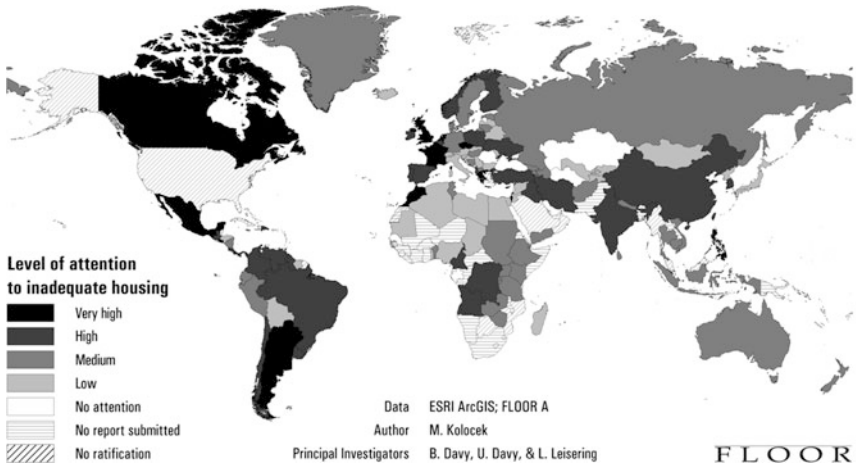 Level of attention
to inadequate housing
Very high
High
Medium
Low
No attention
No report submitted
No ratification
Data ESRI ArcGIS; FLOOR A
Author M. Kolocek
Principal Investigators B. Davy, U. Davy, & L. Leisering
FLOOR